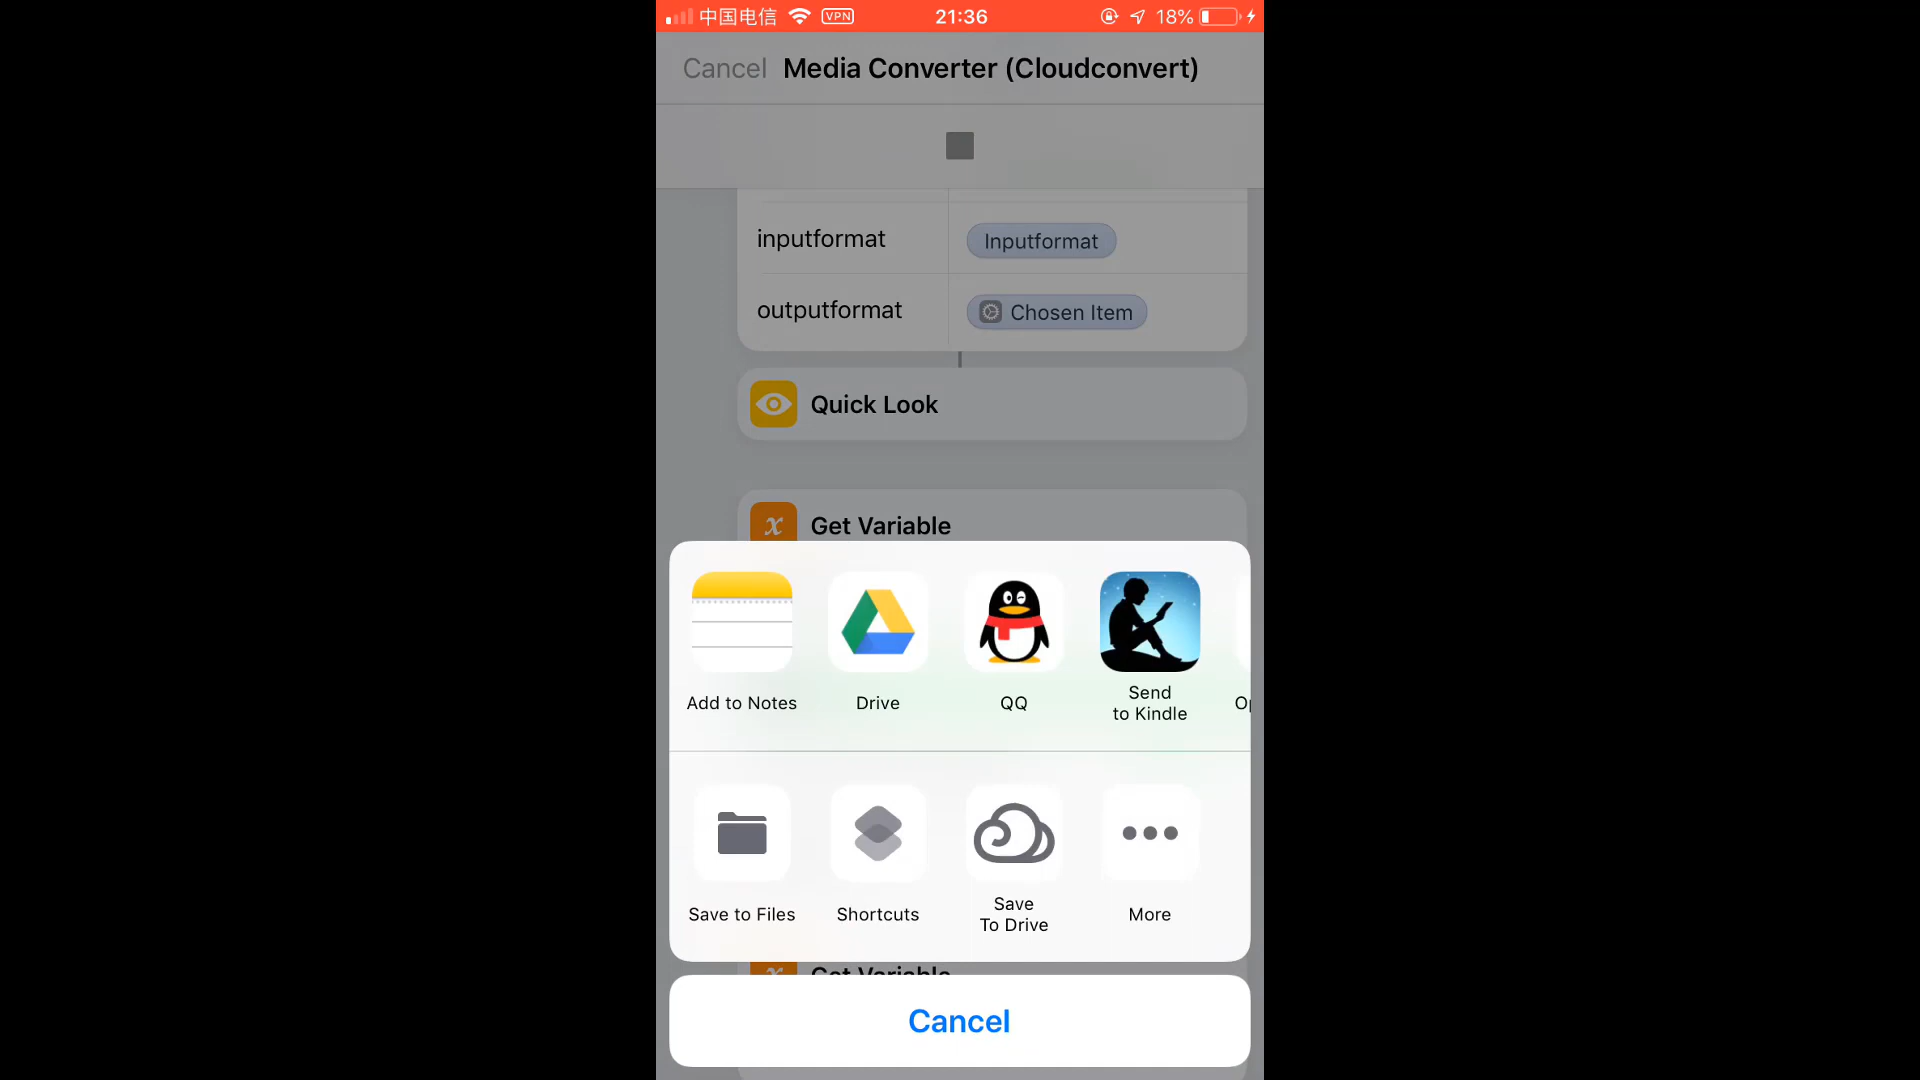 中国电信 VPN 21:36 18%
Cancel Media Converter (Cloudconvert)
inputformat Inputformat
outputformat Chosen Item
Quick Look
x Get Variable
Add to Notes Drive QQ Send to Kindle Op
Save to Files Shortcuts Save To Drive More
Get Variable
Cancel